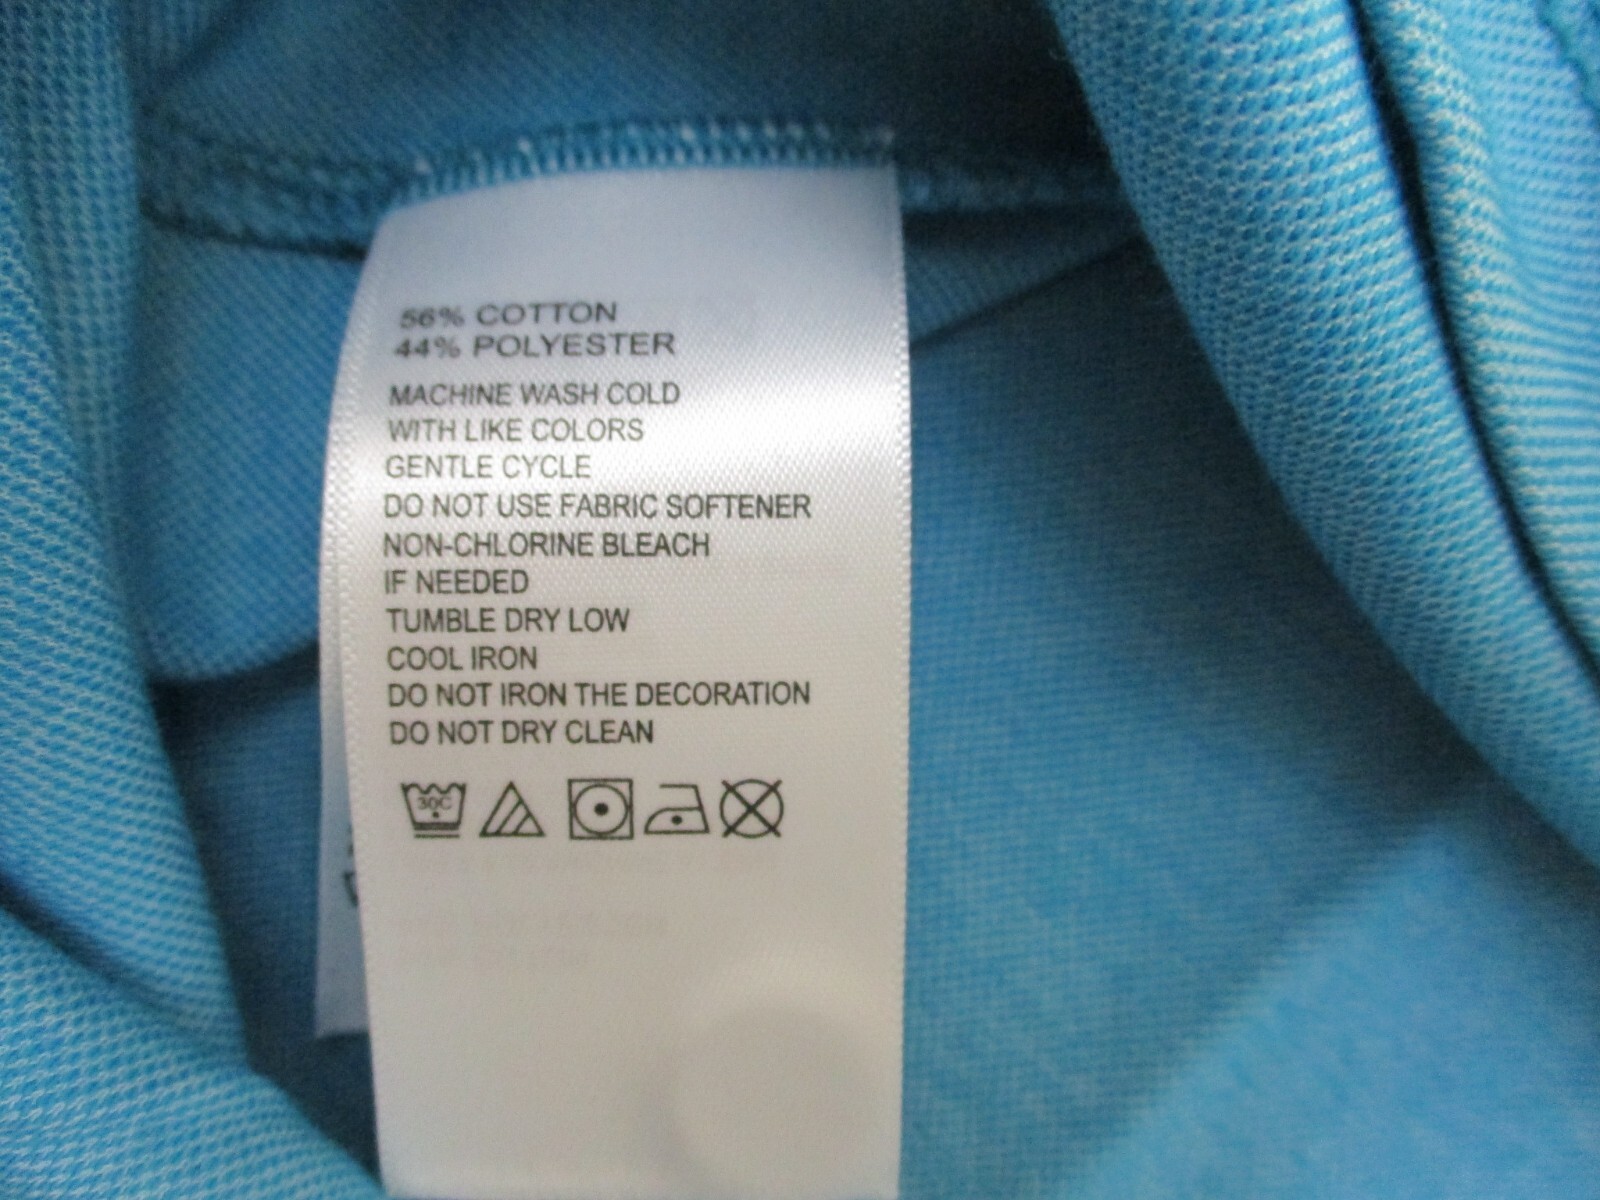 56% COTTON
44% POLYESTER
MACHINE WASH COLD
WITH LIKE COLORS
GENTLE CYCLE
DO NOT USE FABRIC SOFTENER
NON-CHLORINE BLEACH
IF NEEDED
TUMBLE DRY LOW
COOL IRON
DO NOT IRON THE DECORATION
DO NOT DRY CLEAN
30C